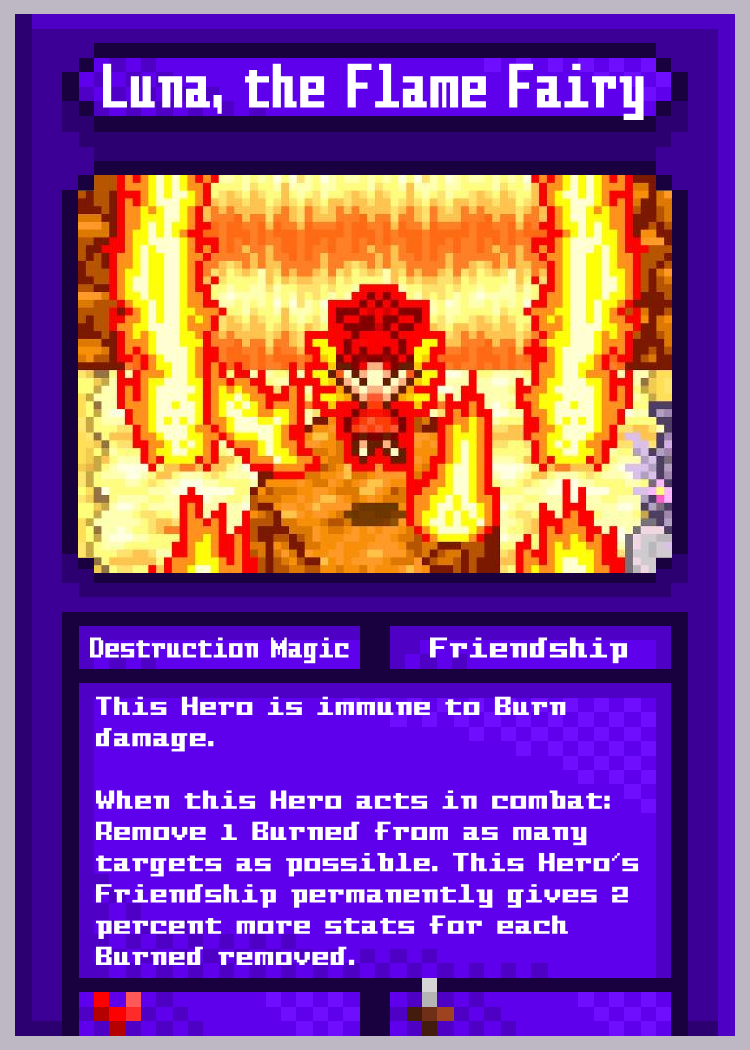 Luna, the Flame Fairy
Destruction Magic
Friendship
This Hero is immune to Burn
damage.
When this Hero acts in combat:
Remove 1 Burned from as many
targets as possible. This Hero's
Friendship permanently gives 2
percent more stats for each
Burned removed.